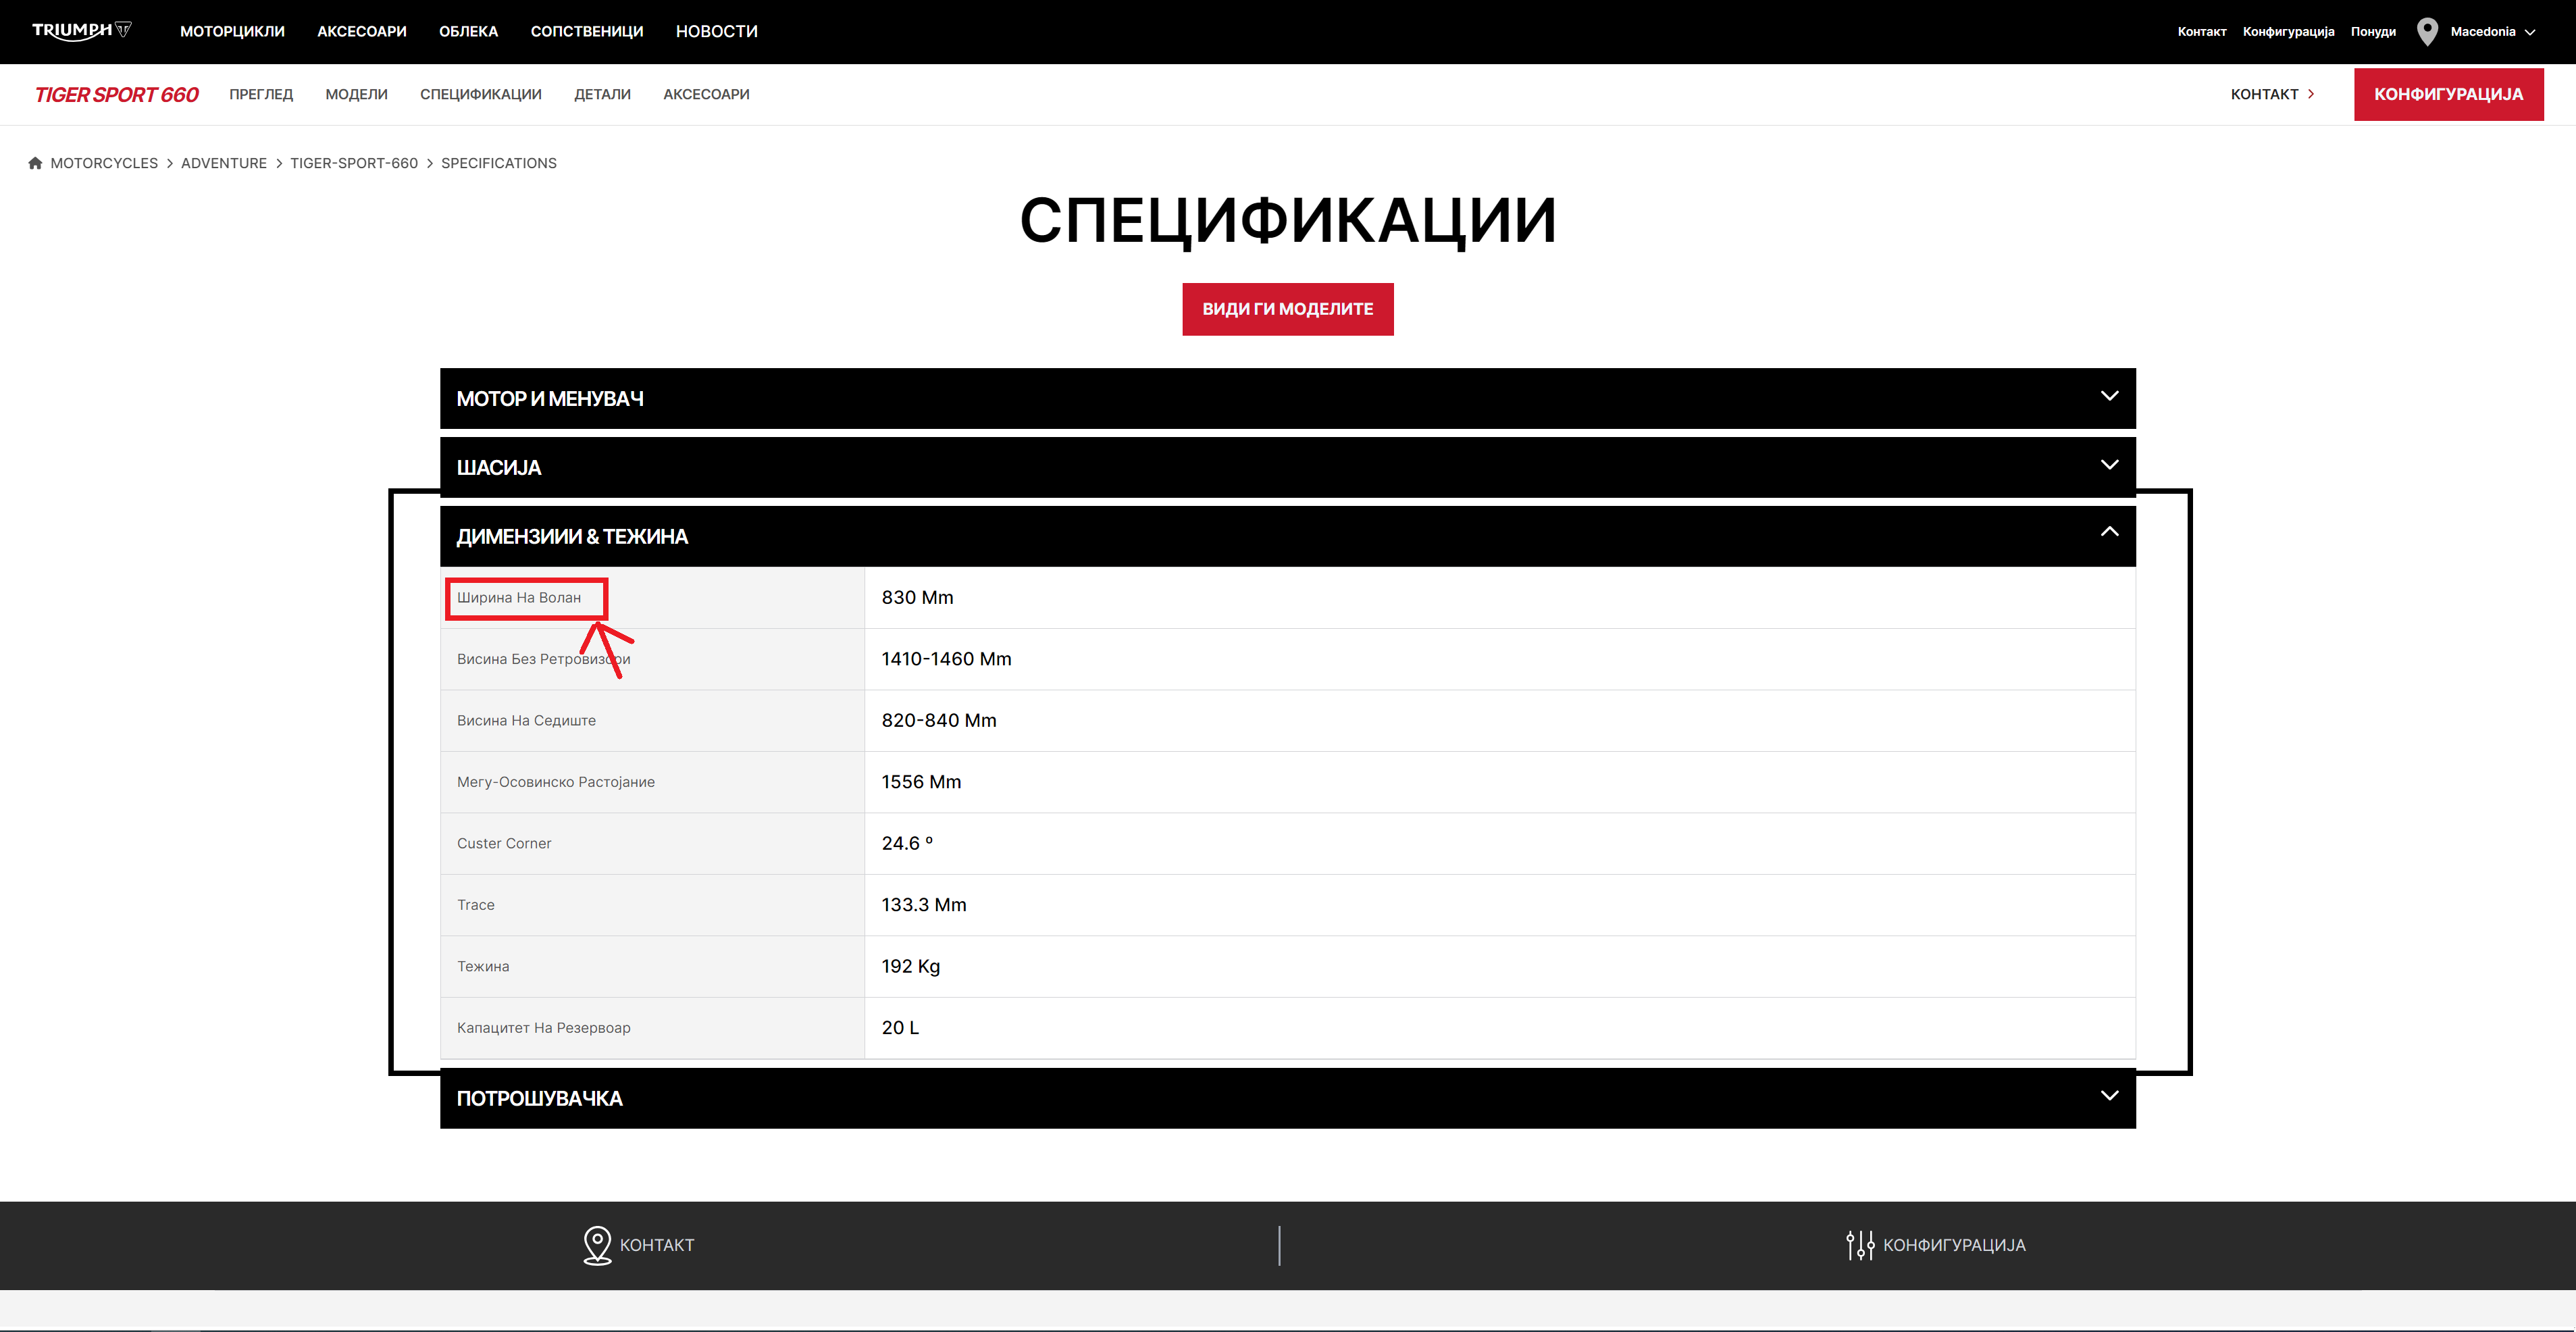 TRIUMPH
МОТОРЦИКЛИ АКСЕСОАРИ ОБЛЕКА СОПСТВЕНИЦИ НОВОСТИ Контакт Конфигурација Понуди Macedonia
TIGER SPORT 660 ПРЕГЛЕД МОДЕЛИ СПЕЦИФИКАЦИИ ДЕТАЛИ АКСЕСОАРИ КОНТАКТ КОНФИГУРАЦИЈА
MOTORCYCLES > ADVENTURE > TIGER-SPORT-660 > SPECIFICATIONS
СПЕЦИФИКАЦИИ
ВИДИ ГИ МОДЕЛИТЕ
МОТОР И МЕНУВАЧ
ШАСИЈА
ДИМЕНЗИИИ & ТЕЖИНА
Ширина На Волан 830 Mm
Висина Без Ретровизори 1410-1460 Mm
Висина На Седиште 820-840 Mm
Мегу-Осовинско Растојание 1556 Mm
Custer Corner 24.6 º
Trace 133.3 Mm
Тежина 192 Kg
Капацитет На Резервоар 20 L
ПОТРОШУВАЧКА
КОНТАКТ КОНФИГУРАЦИЈА